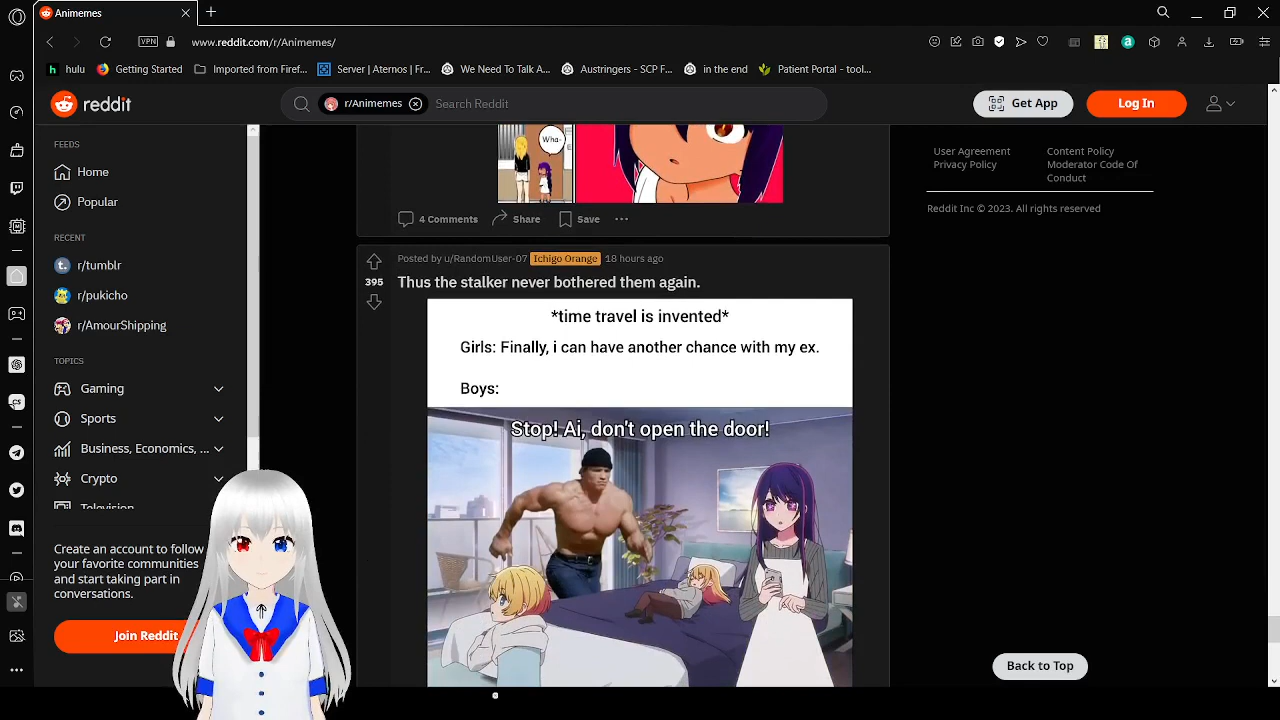 Animemes
VPN
www.reddit.com/r/Animemes/
hulu
Getting Started
Imported from Firef...
Server | Aternos | Fr...
We Need To Talk A...
Austringers - SCP F...
in the end
Patient Portal - tool...
reddit
r/Animemes
Search Reddit
Get App
Log In
FEEDS
Home
Popular
RECENT
r/tumblr
r/pukicho
r/AmourShipping
TOPICS
Gaming
Sports
Business, Economics, ...
Crypto
Television
Create an account to follow
your favorite communities
and start taking part in
conversations.
Join Reddit
Wha-
4 Comments
Share
Save
Posted by u/RandomUser-07 Ichigo Orange 18 hours ago
395
Thus the stalker never bothered them again.
*time travel is invented*
Girls: Finally, i can have another chance with my ex.
Boys:
Stop! Ai, don't open the door!
User Agreement
Privacy Policy
Content Policy
Moderator Code Of
Conduct
Reddit Inc © 2023. All rights reserved
Back to Top